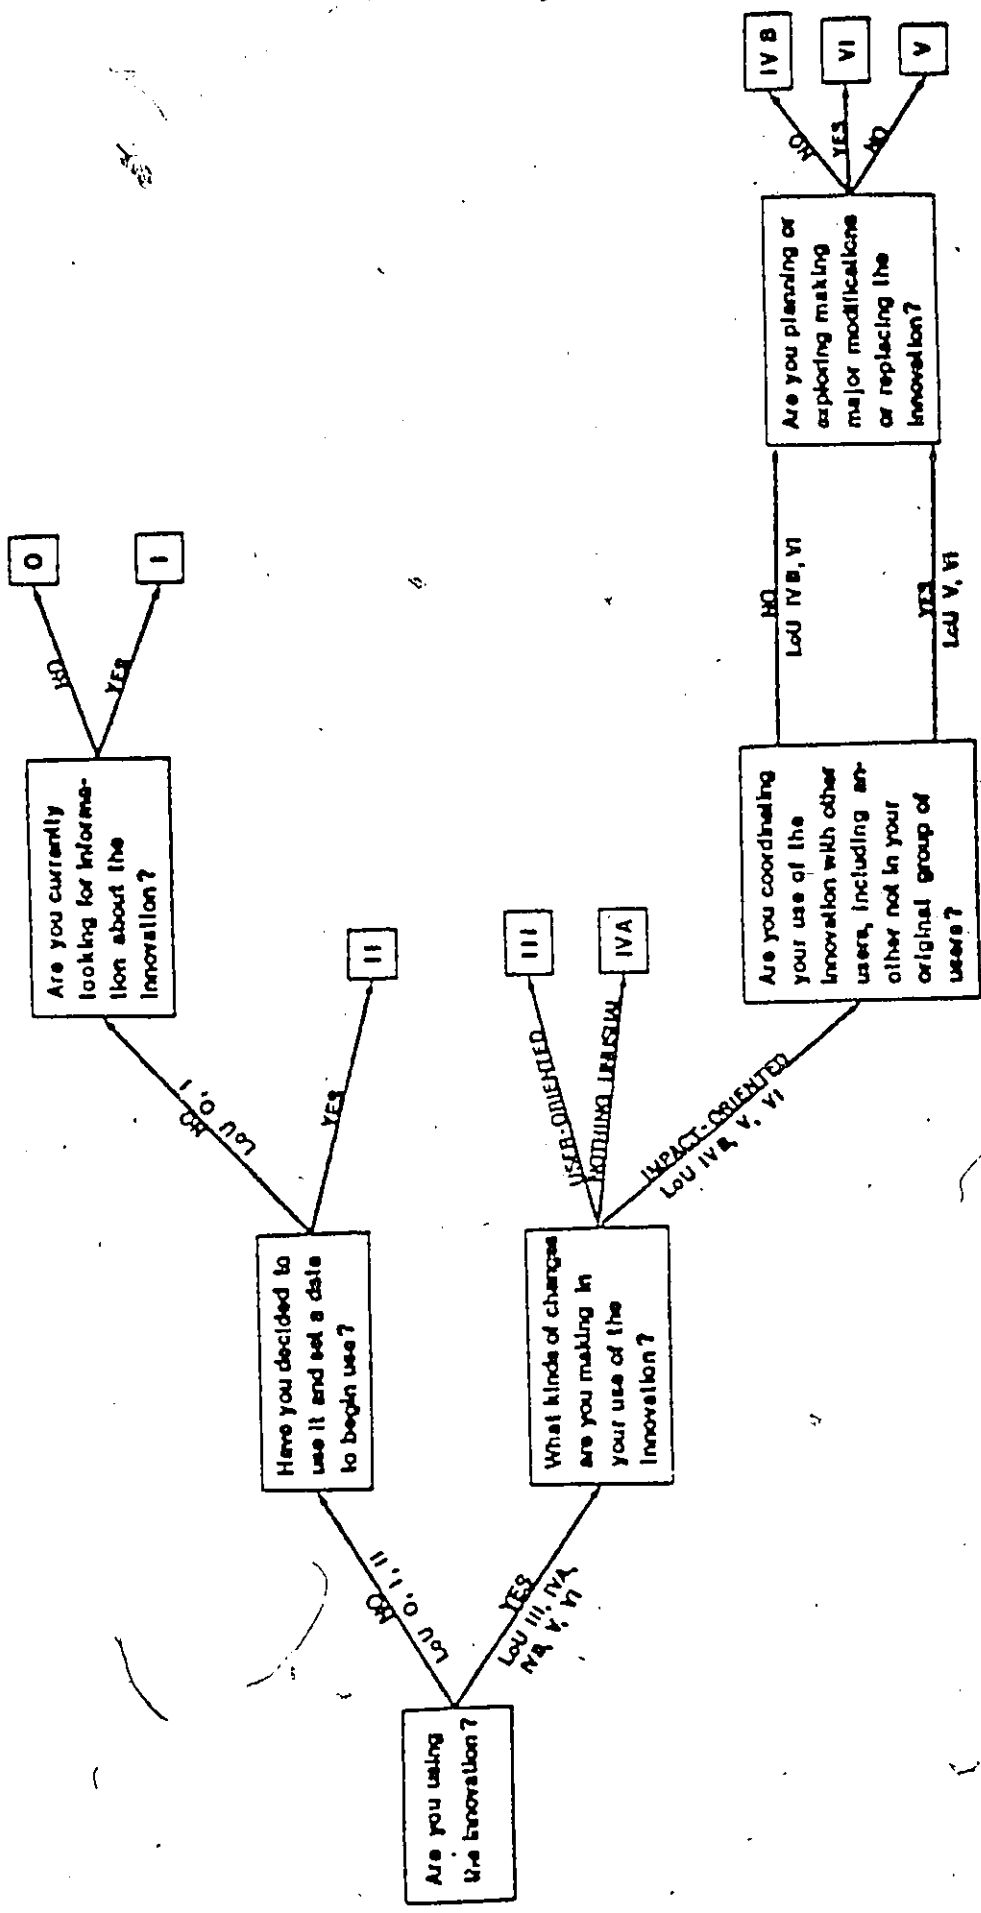 Are you using
the innovation?
NO
LoU 0, I, II
YES
LoU III, IVA,
IVB, V, VI
Have you decided to
use it and set a date
to begin use?
NO
LoU 0, I
YES
II
Are you currently
looking for informa-
tion about the
innovation?
NO
0
YES
I
What kinds of changes
are you making in
your use of the
innovation?
USER-ORIENTED
III
NOTHING UNUSUAL
IVA
IMPACT-ORIENTED
LoU IVB, V, VI
Are you coordinating
your use of the
innovation with other
users, including an-
other not in your
original group of
users?
NO
LoU IVB, VI
YES
LoU V, VI
Are you planning or
exploring making
major modifications
or replacing the
innovation?
NO
IVB
YES
VI
NO
V